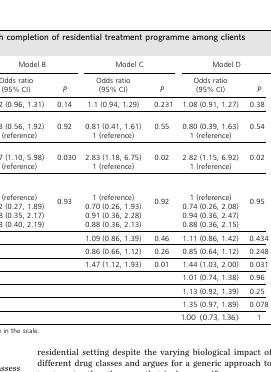 h completion of residential treatment programme among clients
Model B Model C Model D
Odds ratio Odds ratio Odds ratio
(95% CI) P (95% CI) P (95% CI) P
2 (0.96, 1.31) 0.14 1.1 (0.94, 1.29) 0.231 1.08 (0.91, 1.27) 0.38
3 (0.56, 1.92) 0.92 0.81 (0.41, 1.61) 0.55 0.80 (0.39, 1.63) 0.54
(reference) 1 (reference) 1 (reference)
7 (1.10, 5.98) 0.030 2.83 (1.18, 6.75) 0.02 2.82 (1.15, 6.92) 0.02
(reference) 1 (reference) 1 (reference)
(reference) 0.93 1 (reference) 0.92 1 (reference) 0.95
2 (0.27, 1.89) 0.70 (0.26, 1.93) 0.74 (0.26, 2.08)
3 (0.35, 2.17) 0.91 (0.36, 2.28) 0.94 (0.36, 2.47)
3 (0.40, 2.19) 0.88 (0.36, 2.13) 0.88 (0.36, 2.15)
1.09 (0.86, 1.39) 0.46 1.11 (0.86, 1.42) 0.434
0.86 (0.66, 1.12) 0.26 0.85 (0.64, 1.12) 0.248
1.47 (1.12, 1.93) 0.01 1.44 (1.03, 2.00) 0.031
1.01 (0.74, 1.38) 0.96
1.13 (0.92, 1.39) 0.25
1.35 (0.97, 1.89) 0.078
1.00 (0.73, 1.36) 1
in the scale.
residential setting despite the varying biological impact of
different drug classes and argues for a generic approach to
assess